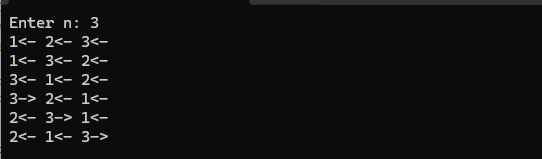 Enter n: 3
1<- 2<- 3<-
1<- 3<- 2<-
3<- 1<- 2<-
3-> 2<- 1<-
2<- 3-> 1<-
2<- 1<- 3->